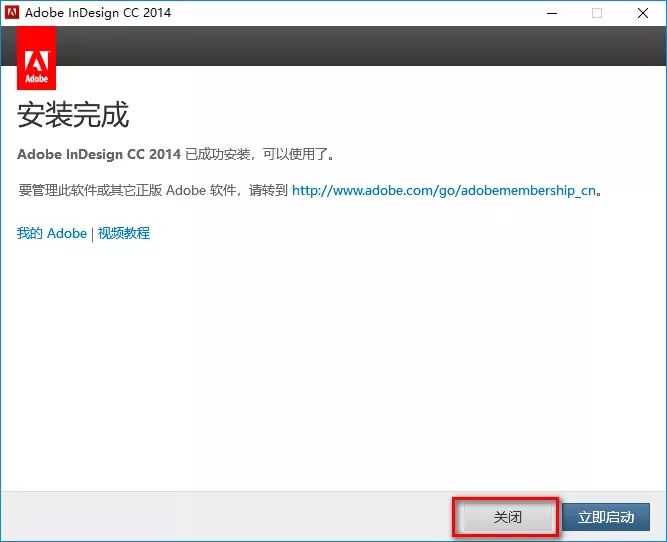 Adobe InDesign CC 2014
Adobe
安装完成
Adobe InDesign CC 2014 已成功安装，可以使用了。
要管理此软件或其它正版 Adobe 软件，请转到 http://www.adobe.com/go/adobemembership_cn。
我的 Adobe | 视频教程
关闭 立即启动